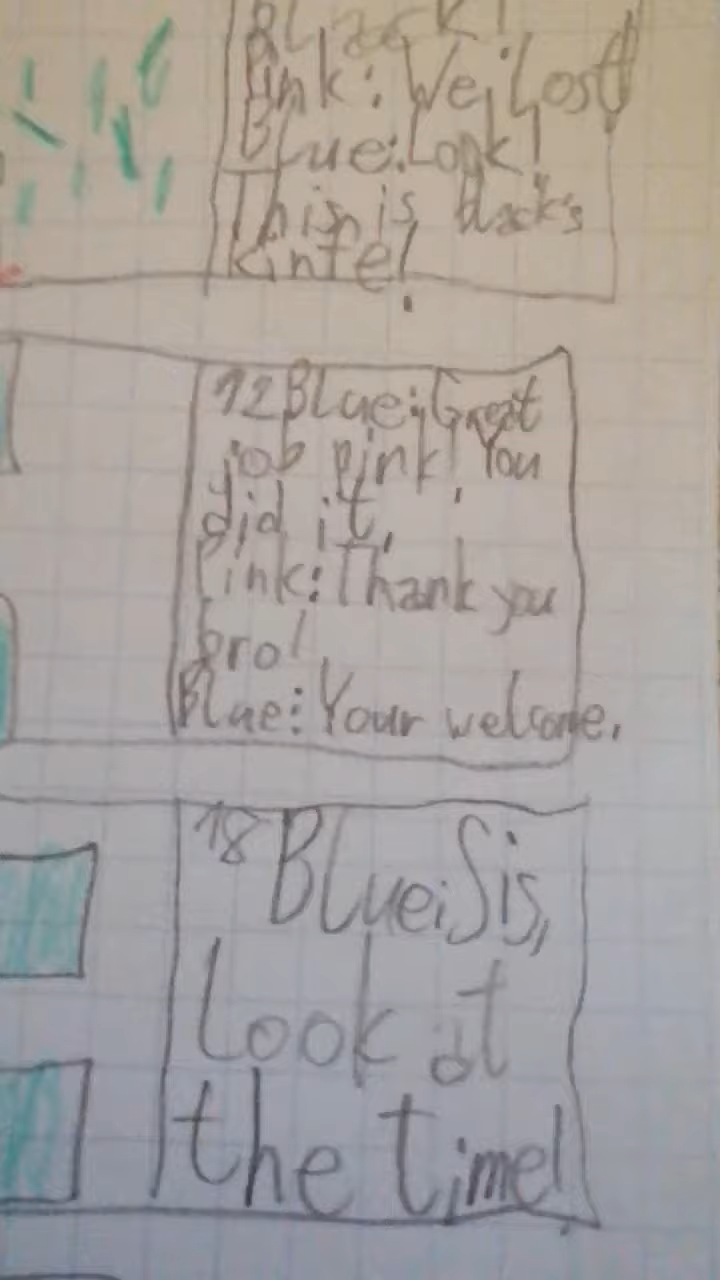 Black!
Pink: We Lost!
Blue: Look!
This is black's
kinfe!
12 Blue: Great
job pink! You
did it.
Pink: Thank you
bro!
Blue: Your welcome.
18 Blue: Sis,
Look at
the time!